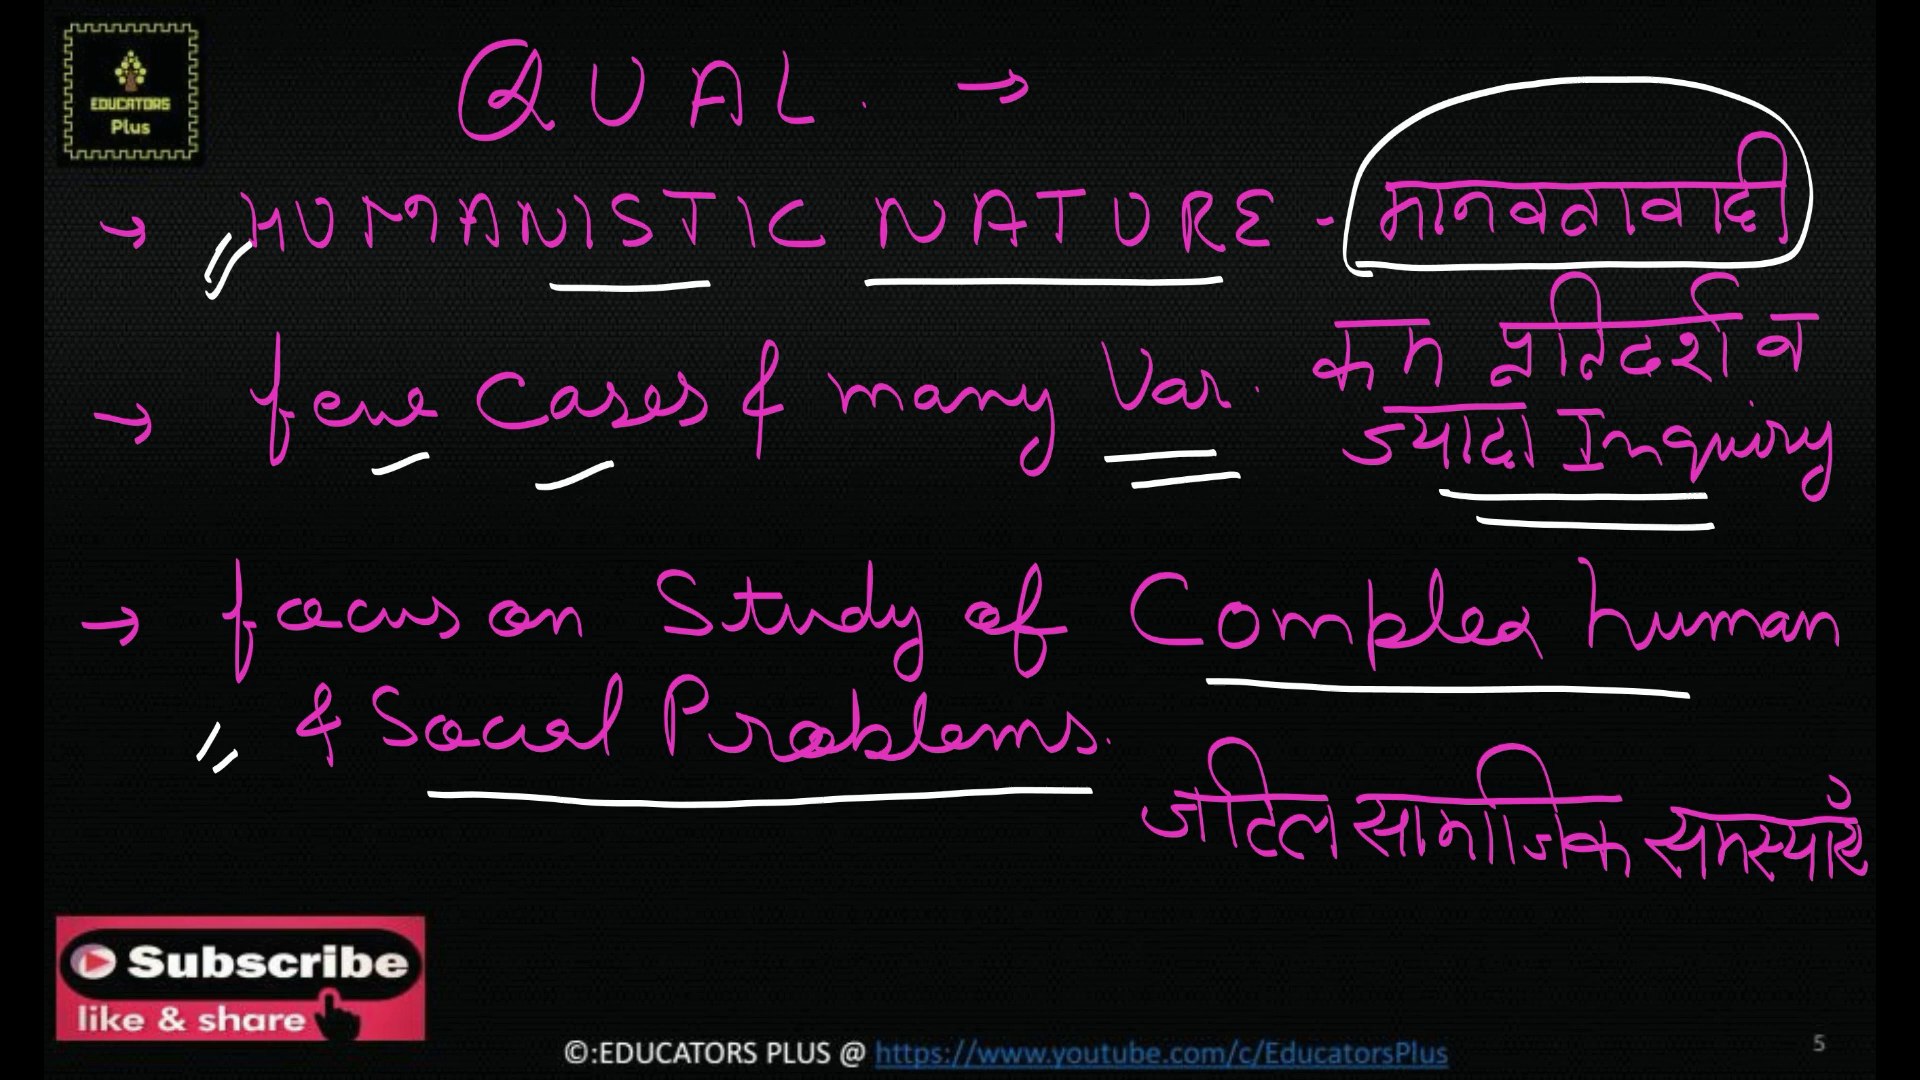 EDUCATORS
Plus
QUAL. →
→ HUMANISTIC NATURE - मानवतावादी
→ few Cases & many Var. कम प्रतिदर्श व
ज्यादा Inquiry
→ focus on Study of Complex human
& Social Problems.
जटिल सामाजिक समस्याएं
Subscribe
like & share
©:EDUCATORS PLUS @ https://www.youtube.com/c/EducatorsPlus
5